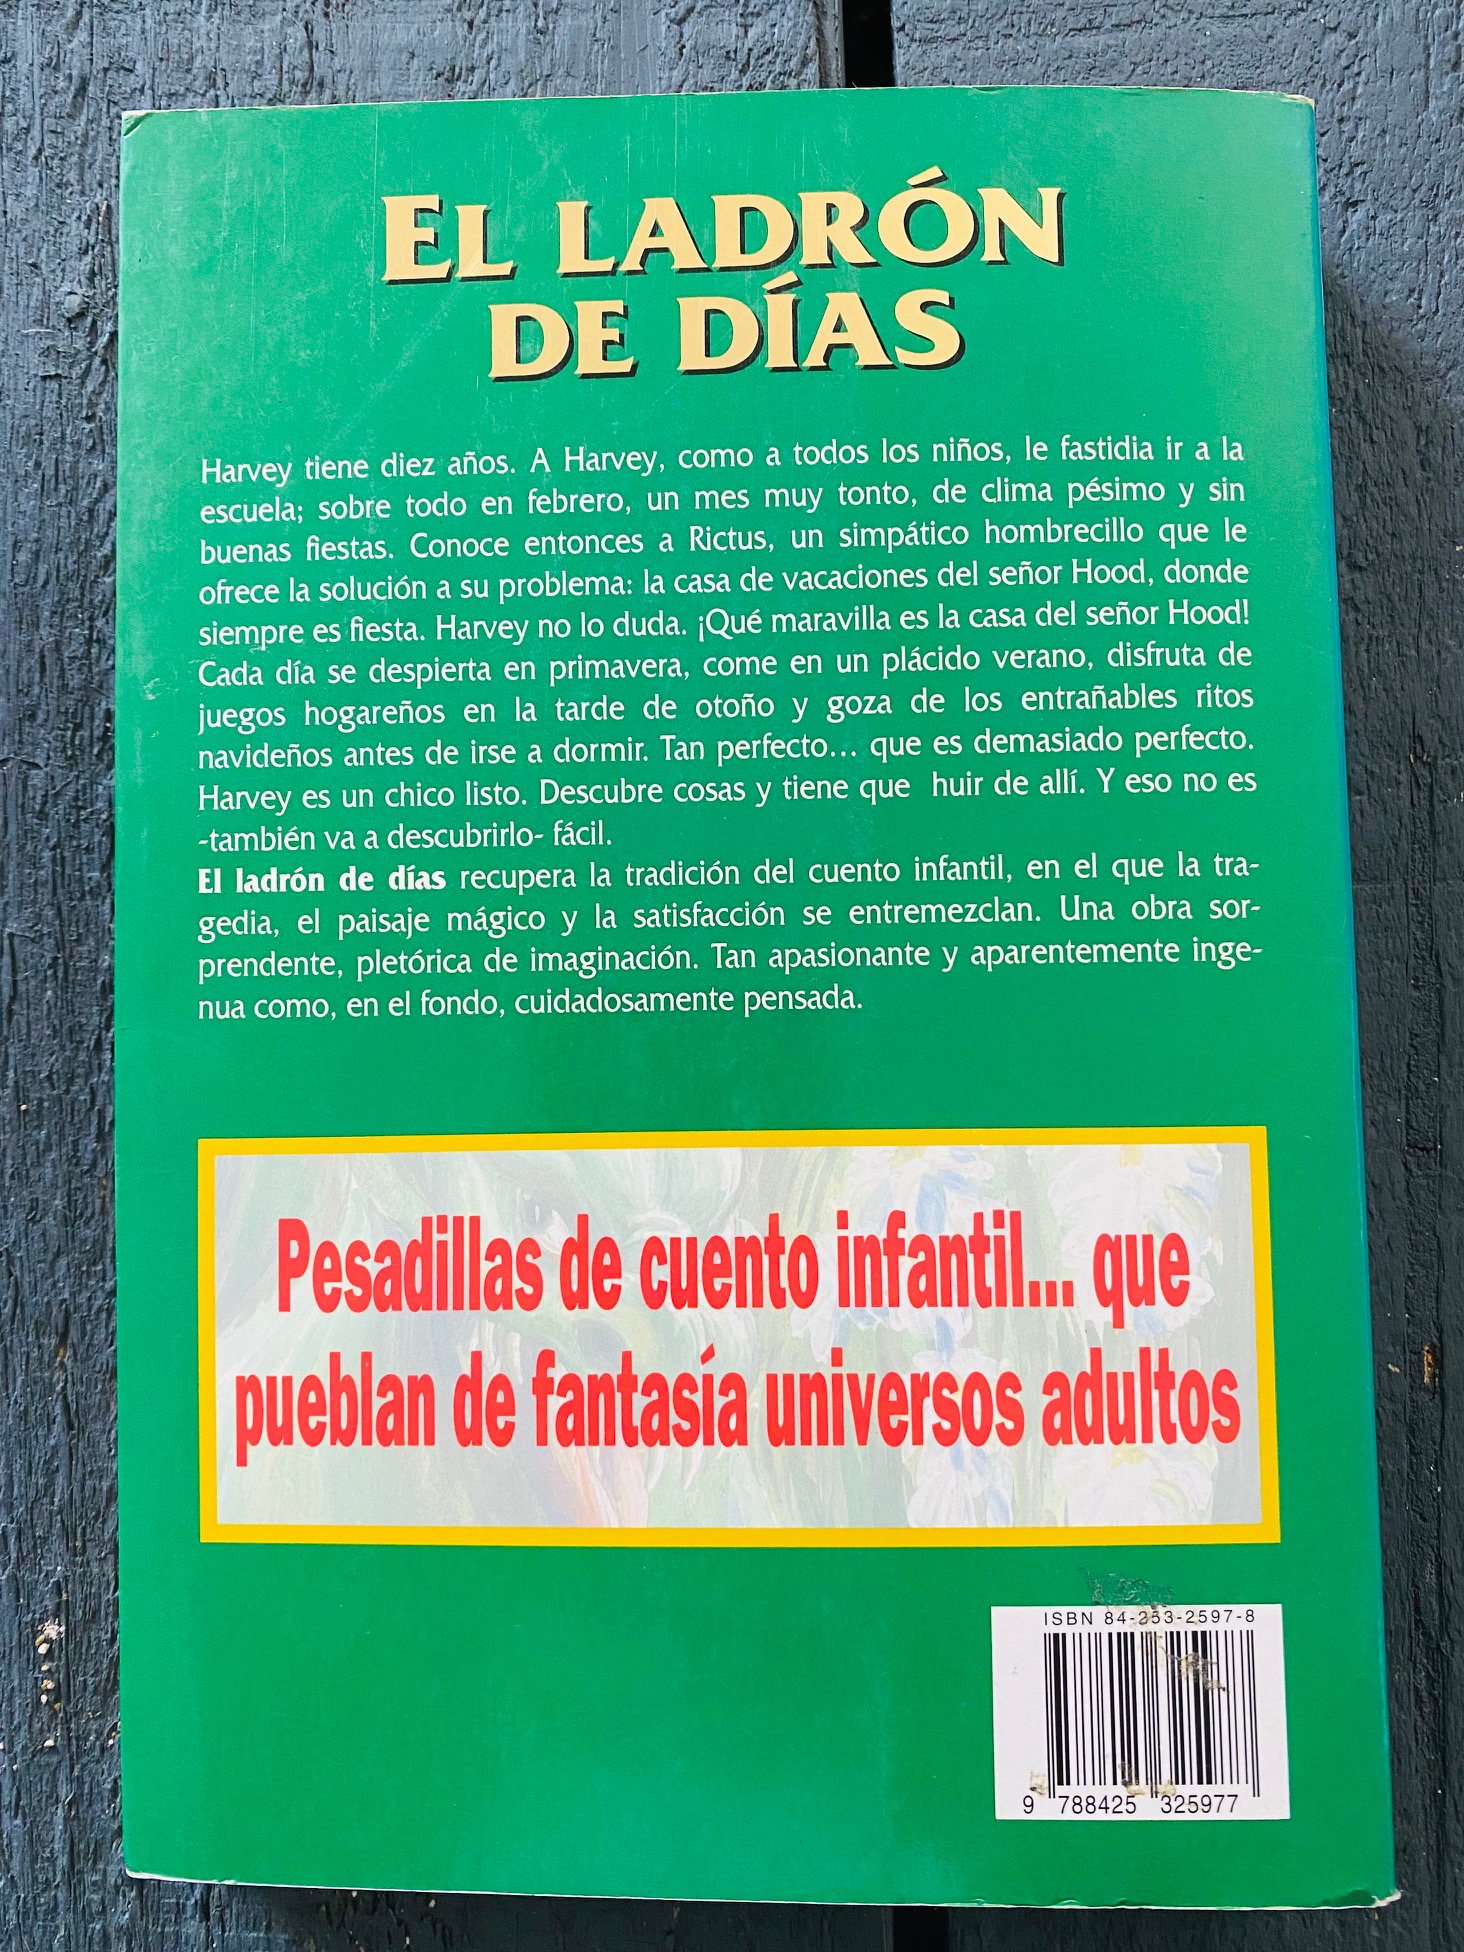 EL LADRÓN
DE DÍAS
Harvey tiene diez años. A Harvey, como a todos los niños, le fastidia ir a la
escuela; sobre todo en febrero, un mes muy tonto, de clima pésimo y sin
buenas fiestas. Conoce entonces a Rictus, un simpático hombrecillo que le
ofrece la solución a su problema: la casa de vacaciones del señor Hood, donde
siempre es fiesta. Harvey no lo duda. ¡Qué maravilla es la casa del señor Hood!
Cada día se despierta en primavera, come en un plácido verano, disfruta de
juegos hogareños en la tarde de otoño y goza de los entrañables ritos
navideños antes de irse a dormir. Tan perfecto... que es demasiado perfecto.
Harvey es un chico listo. Descubre cosas y tiene que huir de allí. Y eso no es
-también va a descubrirlo- fácil.
El ladrón de días recupera la tradición del cuento infantil, en el que la tra-
gedia, el paisaje mágico y la satisfacción se entremezclan. Una obra sor-
prendente, pletórica de imaginación. Tan apasionante y aparentemente inge-
nua como, en el fondo, cuidadosamente pensada.
Pesadillas de cuento infantil... que
pueblan de fantasía universos adultos
ISBN 84-253-2597-8
9 788425 325977